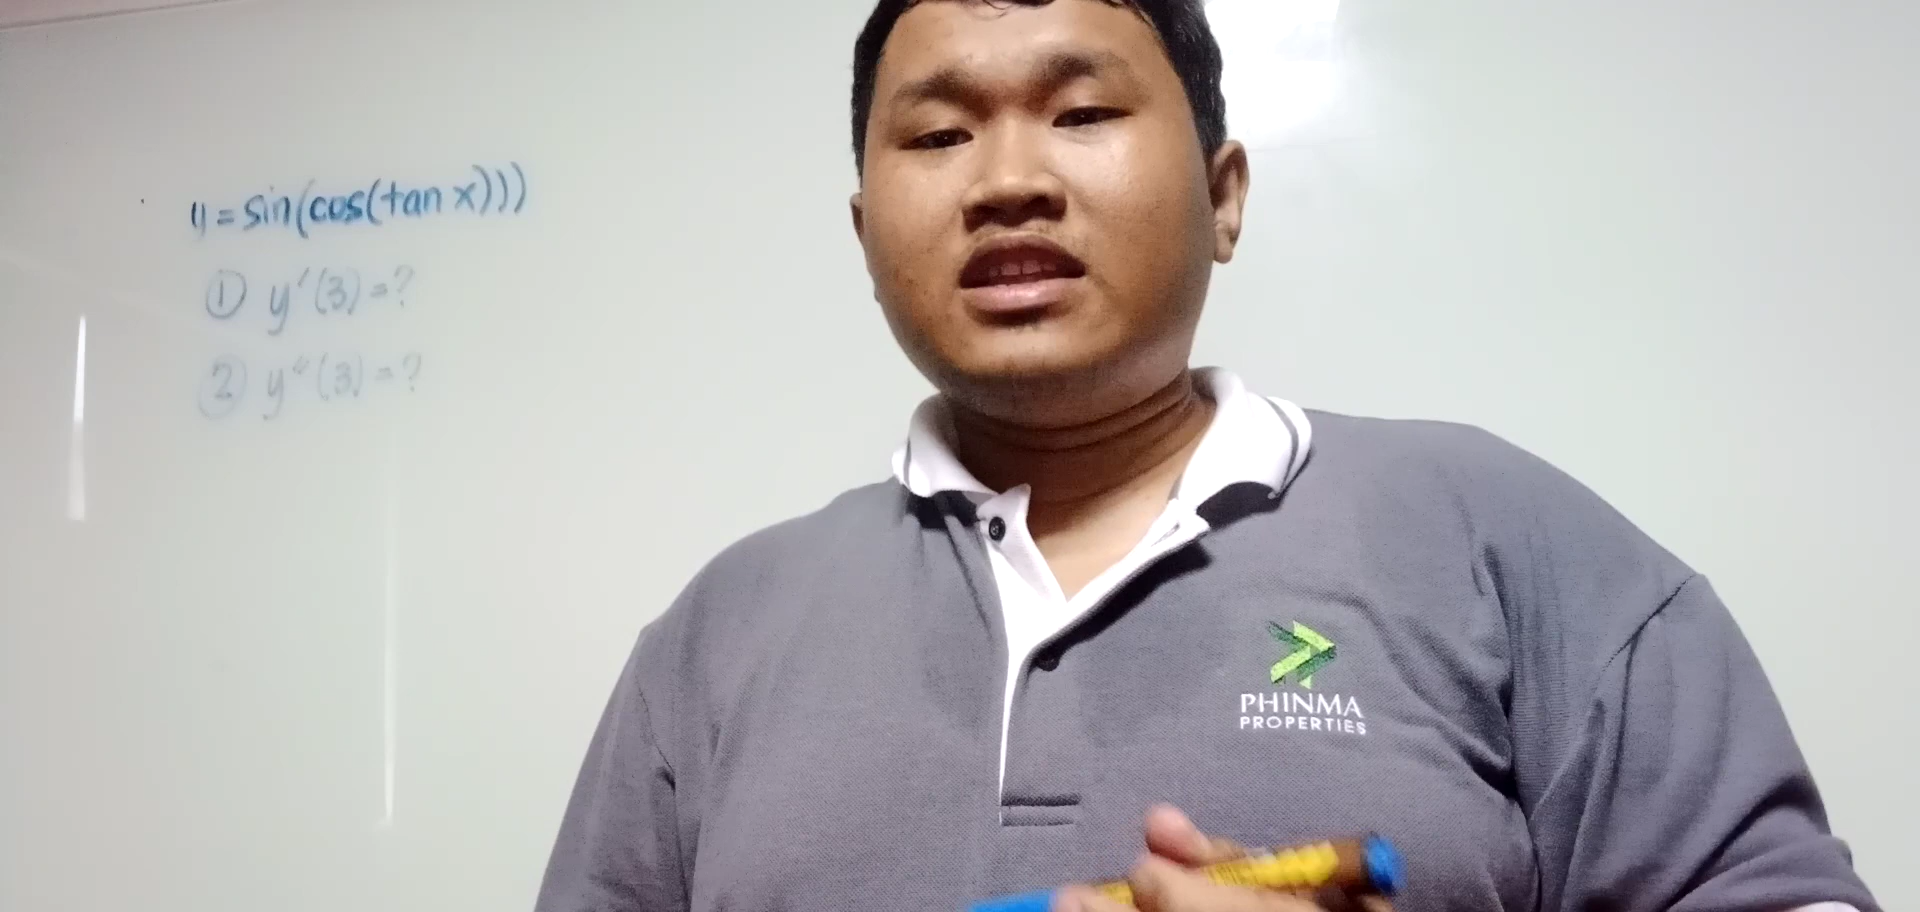 y = sin(cos(tan x)))
① y'(3) = ?
② y"(3) = ?
PHINMA
PROPERTIES